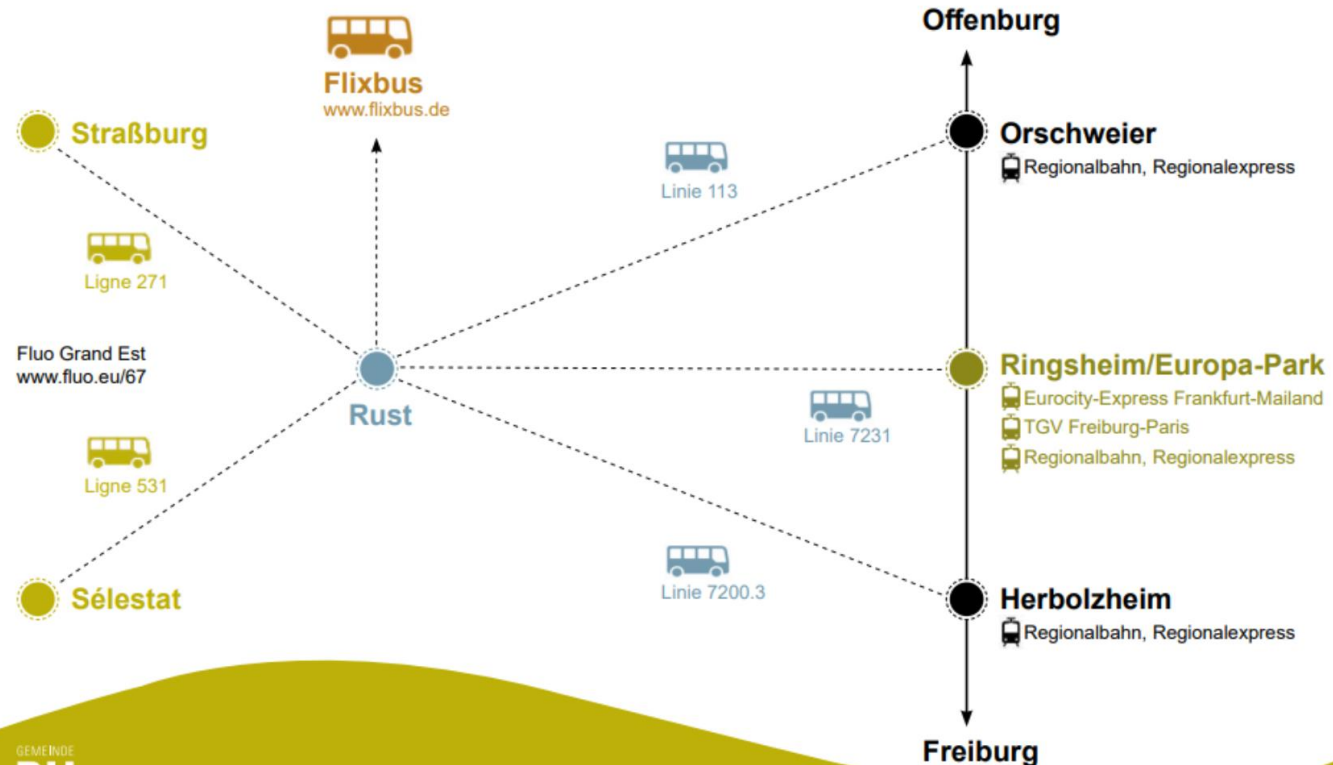 Offenburg
Flixbus
www.flixbus.de
Straßburg
Orschweier
Regionalbahn, Regionalexpress
Linie 113
Ligne 271
Fluo Grand Est
www.fluo.eu/67
Rust
Ringsheim/Europa-Park
Eurocity-Express Frankfurt-Mailand
TGV Freiburg-Paris
Regionalbahn, Regionalexpress
Linie 7231
Ligne 531
Linie 7200.3
Sélestat
Herbolzheim
Regionalbahn, Regionalexpress
Freiburg
GEMEINDE